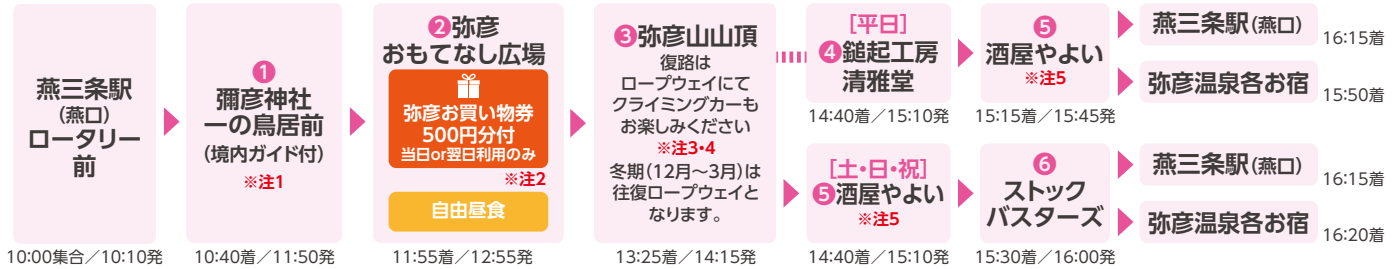 燕三条駅
(燕口)
ロータリー
前
10:00集合／10:10発
❶
彌彦神社
一の鳥居前
(境内ガイド付)
※注1
10:40着／11:50発
❷弥彦
おもてなし広場
弥彦お買い物券
500円分付
当日or翌日利用のみ
※注2
自由昼食
11:55着／12:55発
❸弥彦山山頂
復路は
ロープウェイにて
クライミングカーも
お楽しみください
※注3・4
冬期(12月〜3月)は
往復ロープウェイと
なります。
13:25着／14:15発
[平日]
❹鎚起工房
清雅堂
14:40着／15:10発
❺
酒屋やよい
※注5
15:15着／15:45発
燕三条駅(燕口)
16:15着
弥彦温泉各お宿
15:50着
[土・日・祝]
❺酒屋やよい
※注5
14:40着／15:10発
❻
ストック
バスターズ
15:30着／16:00発
燕三条駅(燕口)
16:15着
弥彦温泉各お宿
16:20着